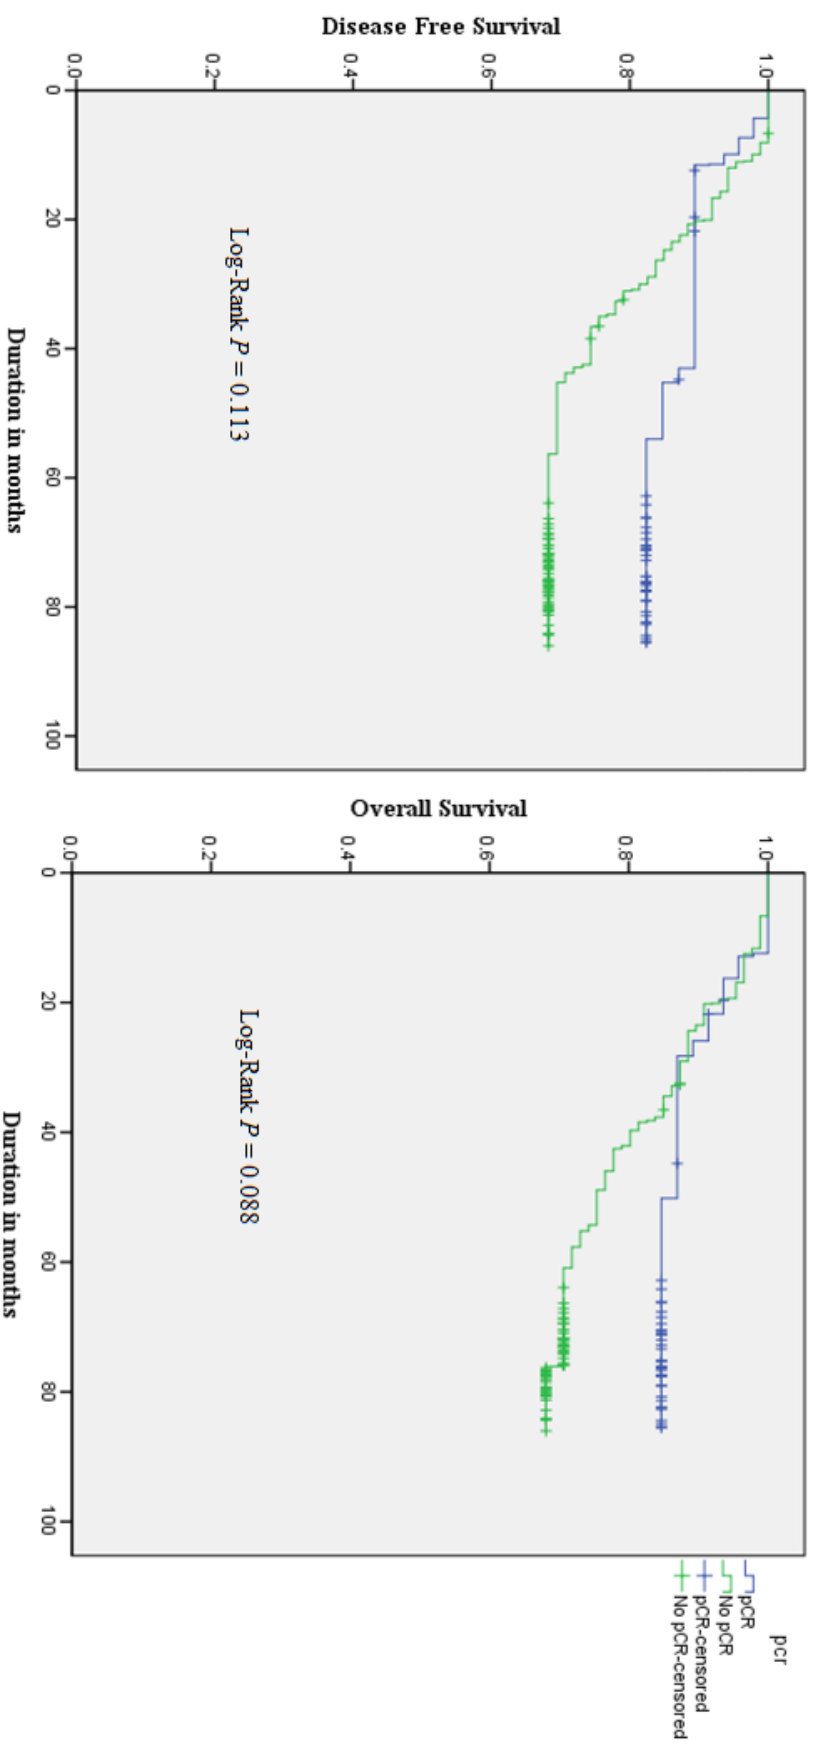 Disease Free Survival
1.0
0.8
0.6
0.4
0.2
0.0
0 20 40 60 80 100
Log-Rank P = 0.113
Duration in months
Overall Survival
1.0
0.8
0.6
0.4
0.2
0.0
0 20 40 60 80 100
Log-Rank P = 0.088
Duration in months
pcr
pCR
No pCR
pCR-censored
No pCR-censored